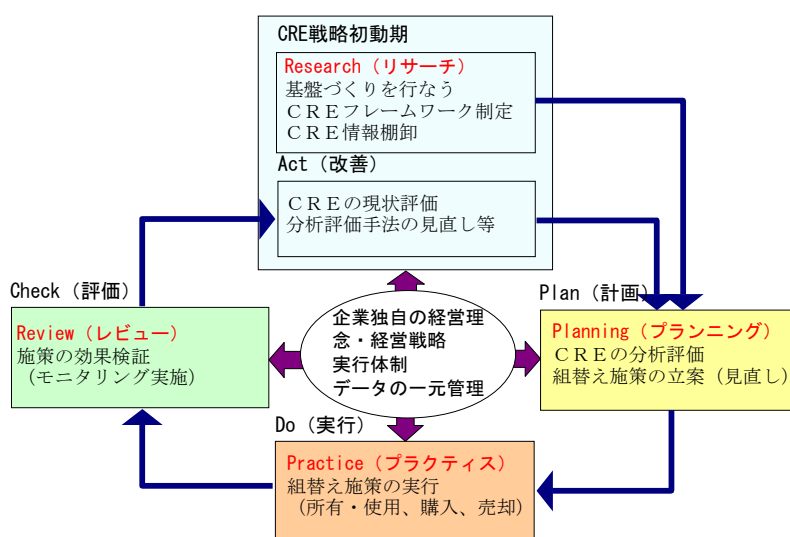 CRE戦略初動期
Research（リサーチ）
基盤づくりを行なう
ＣＲＥフレームワーク制定
ＣＲＥ情報棚卸
Act（改善）
ＣＲＥの現状評価
分析評価手法の見直し等
Check（評価）
Review（レビュー）
施策の効果検証
（モニタリング実施）
企業独自の経営理
念・経営戦略
実行体制
データの一元管理
Plan（計画）
Planning（プランニング）
ＣＲＥの分析評価
組替え施策の立案（見直し）
Do（実行）
Practice（プラクティス）
組替え施策の実行
（所有・使用、購入、売却）